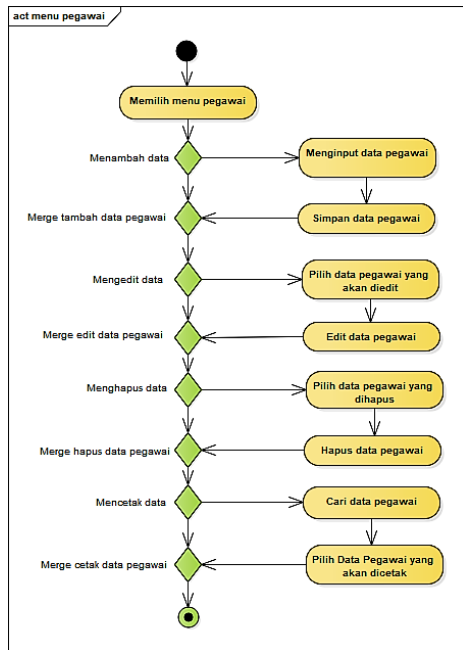 act menu pegawai
Memilih menu pegawai
Menambah data
Menginput data pegawai
Merge tambah data pegawai
Simpan data pegawai
Mengedit data
Pilih data pegawai yang
akan diedit
Merge edit data pegawai
Edit data pegawai
Menghapus data
Pilih data pegawai yang
dihapus
Merge hapus data pegawai
Hapus data pegawai
Mencetak data
Cari data pegawai
Merge cetak data pegawai
Pilih Data Pegawai yang
akan dicetak